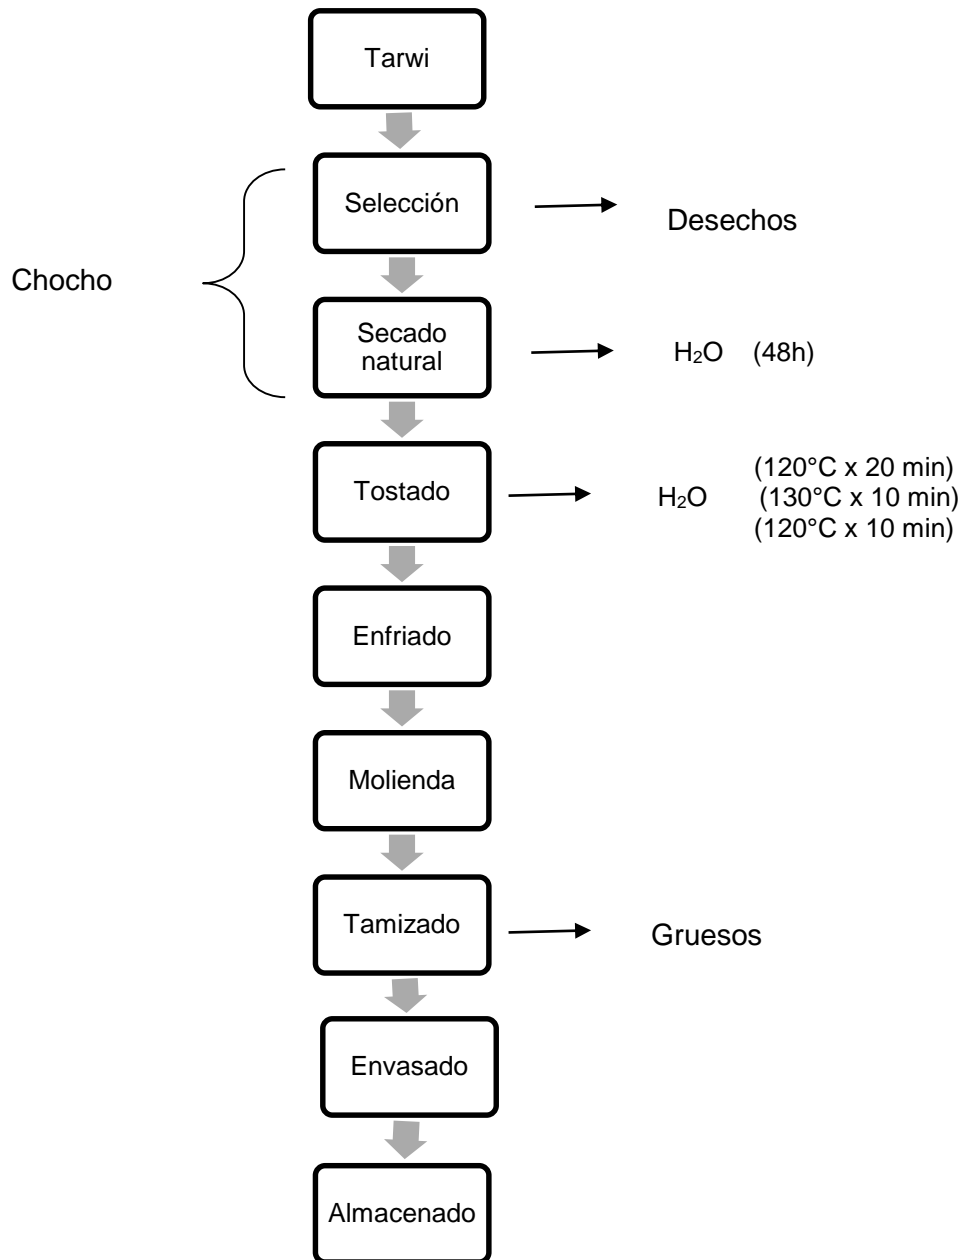 Tarwi
Selección
Desechos
Chocho
Secado
natural
H₂O (48h)
Tostado
H₂O
(120°C x 20 min)
(130°C x 10 min)
(120°C x 10 min)
Enfriado
Molienda
Tamizado
Gruesos
Envasado
Almacenado